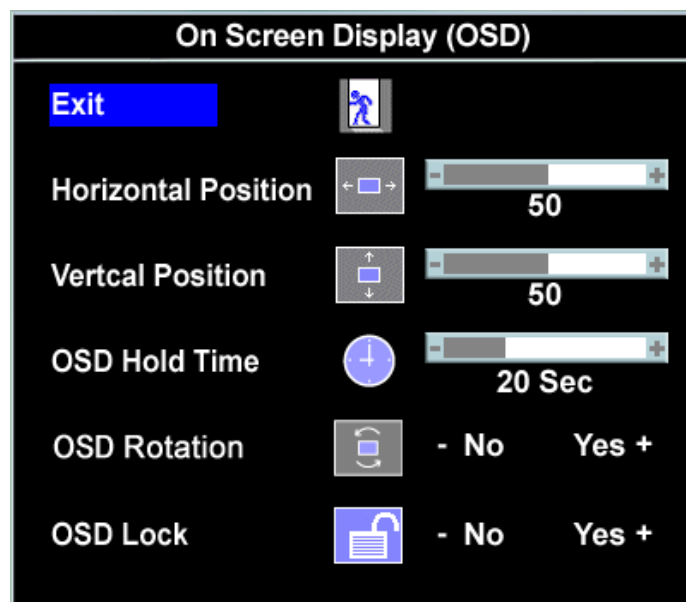 On Screen Display (OSD)
Exit
Horizontal Position - +
50
Vertcal Position - +
50
OSD Hold Time - +
20 Sec
OSD Rotation - No Yes +
OSD Lock - No Yes +